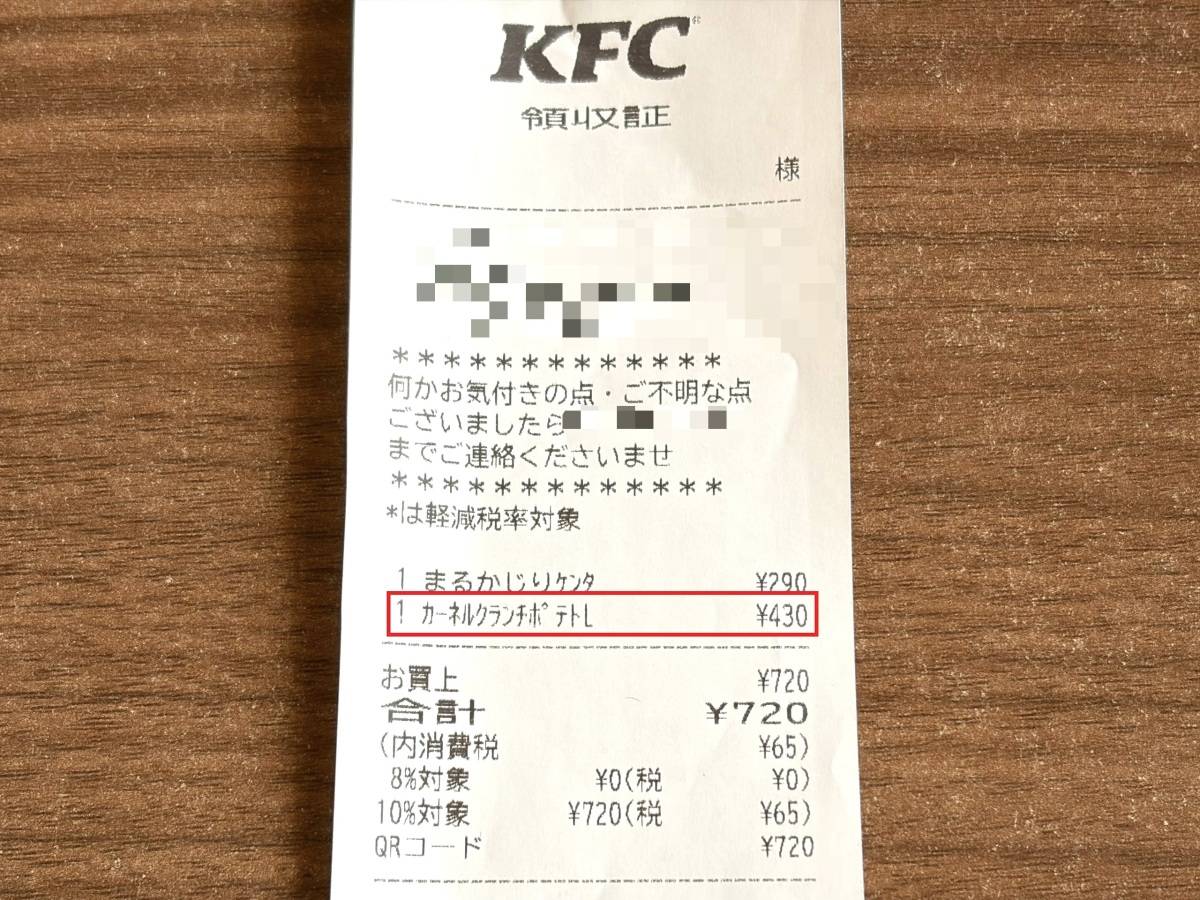 KFC
領収証
様
*************
何かお気付きの点・ご不明な点
ございましたら
までご連絡くださいませ
*************
*は軽減税率対象
1 まるかじりケンタ ¥290
1 カーネルクランチポテトL ¥430
お買上 ¥720
合計 ¥720
(内消費税 ¥65)
8%対象 ¥0(税 ¥0)
10%対象 ¥720(税 ¥65)
QRコード ¥720